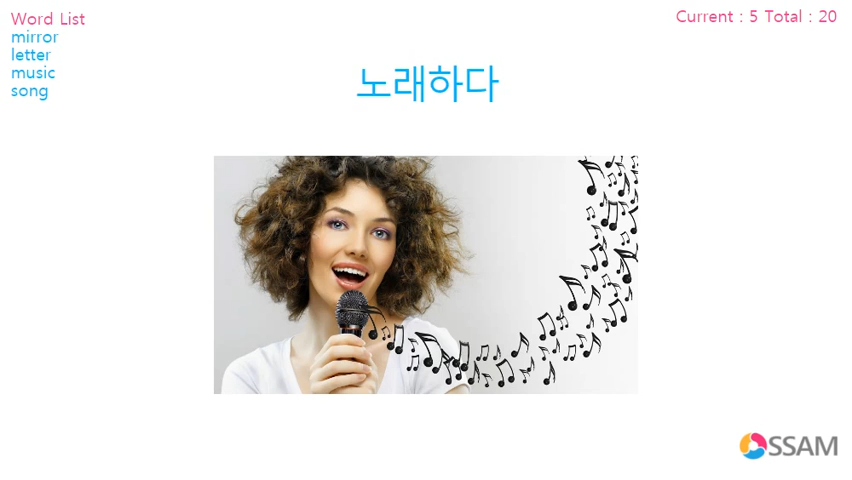 Word List
mirror
letter
music
song
Current : 5 Total : 20
노래하다
SSAM